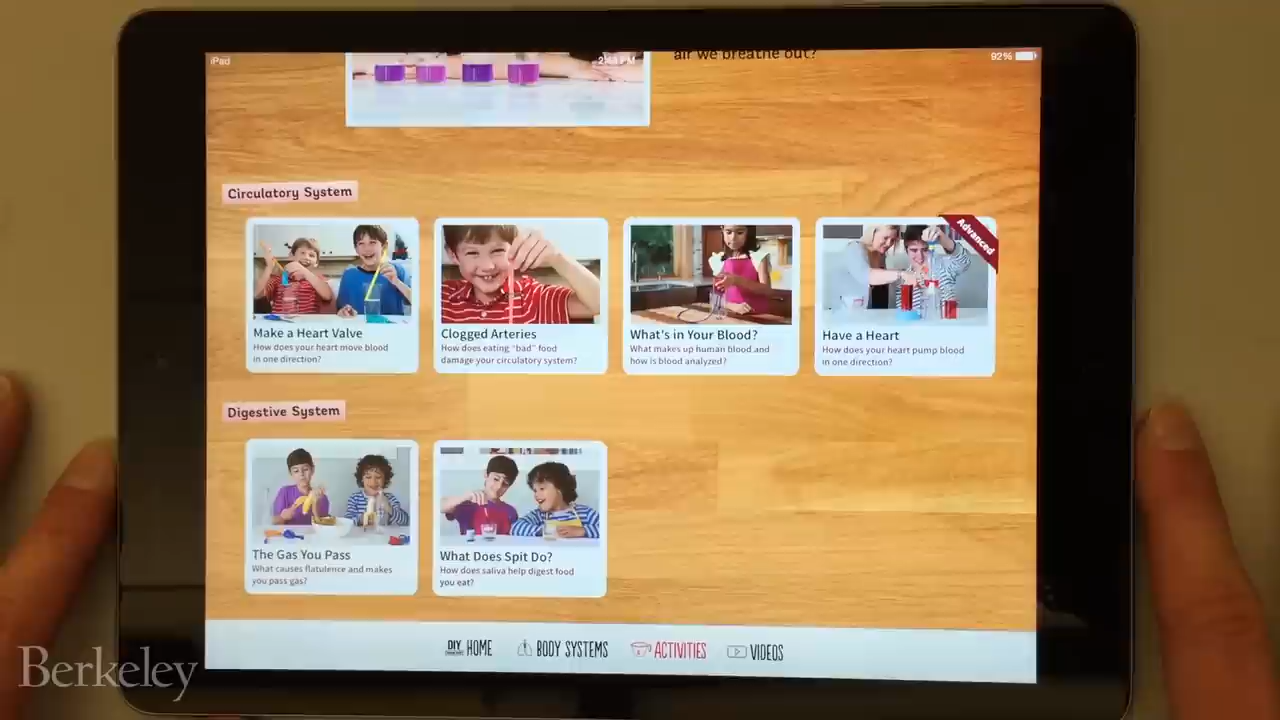 air we breathe out?
iPad
2:43 PM
92%
Circulatory System
Make a Heart Valve
How does your heart move blood
in one direction?
Clogged Arteries
How does eating "bad" food
damage your circulatory system?
What's in Your Blood?
What makes up human blood and
how is blood analyzed?
Advanced
Have a Heart
How does your heart pump blood
in one direction?
Digestive System
The Gas You Pass
What causes flatulence and makes
you pass gas?
What Does Spit Do?
How does saliva help digest food
you eat?
DIY HOME
BODY SYSTEMS
ACTIVITIES
VIDEOS
Berkeley